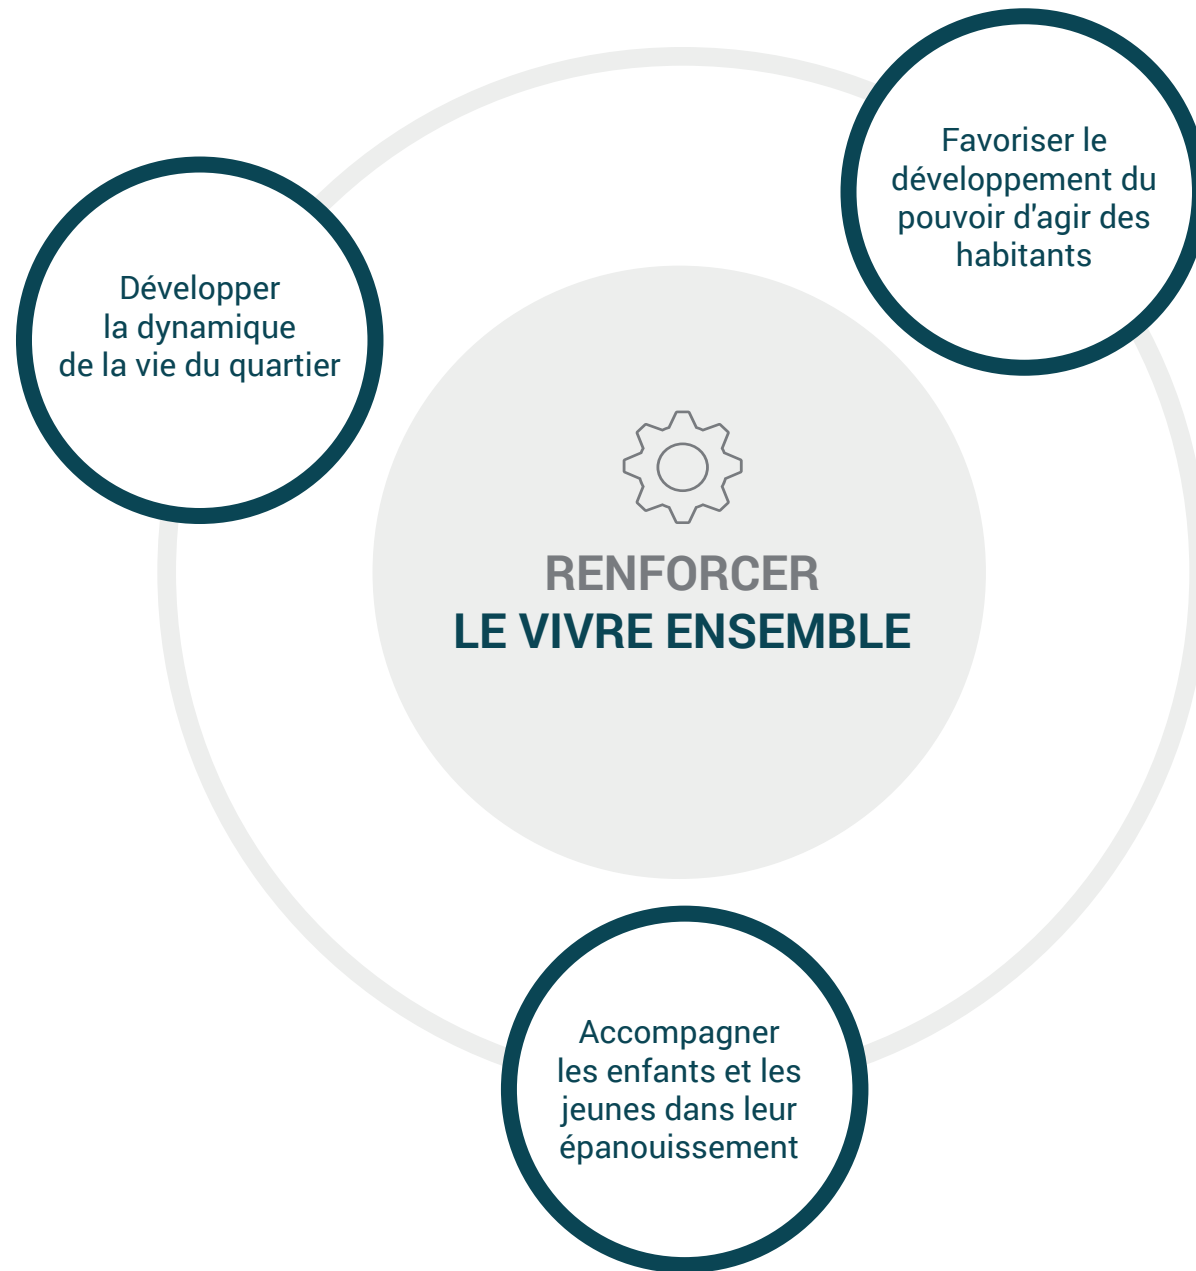 Favoriser le
développement du
pouvoir d'agir des
habitants
Développer
la dynamique
de la vie du quartier
RENFORCER
LE VIVRE ENSEMBLE
Accompagner
les enfants et les
jeunes dans leur
épanouissement